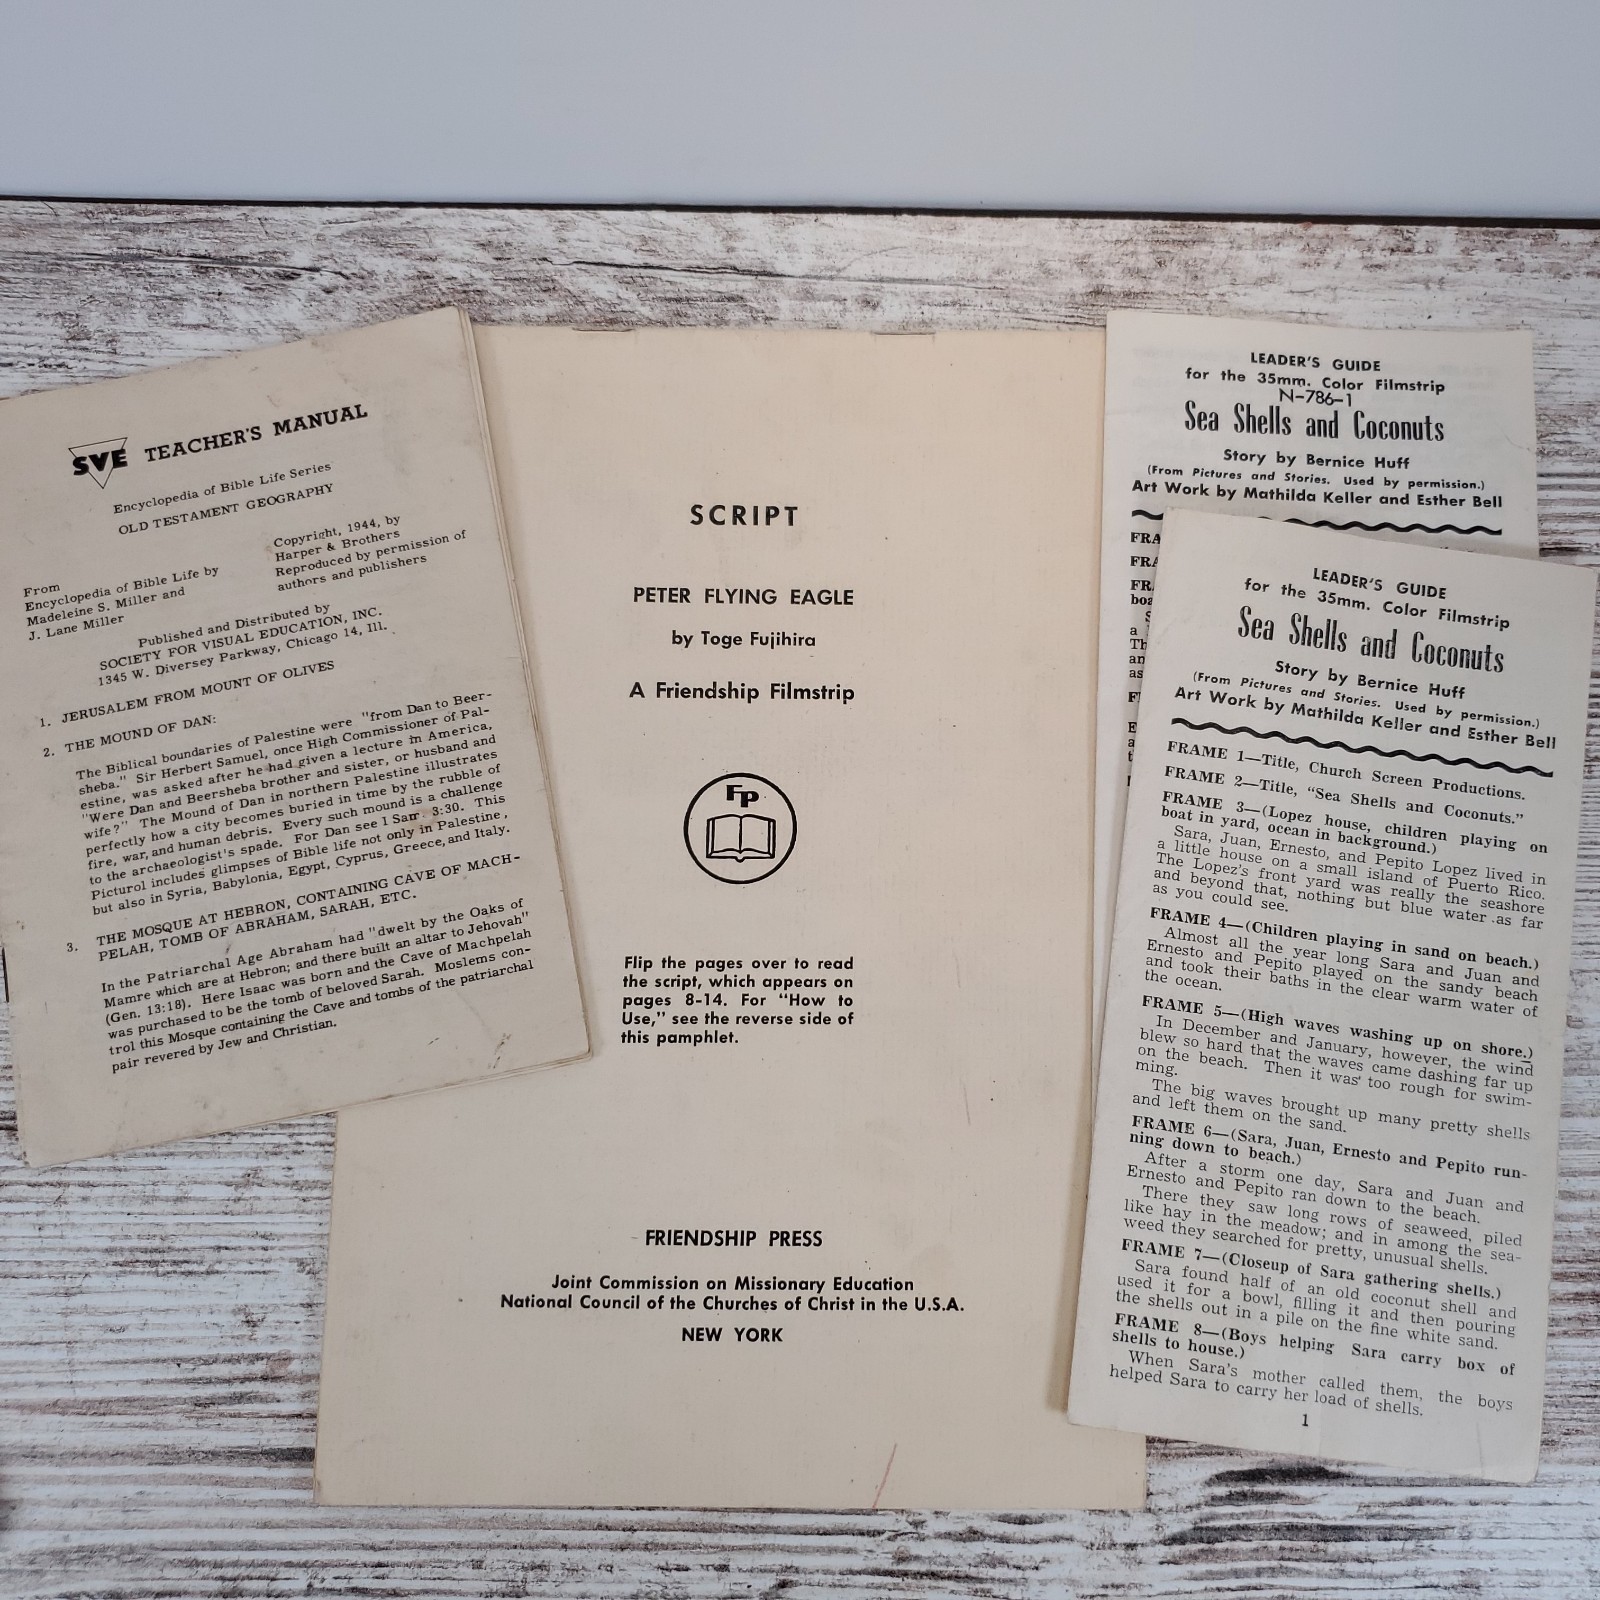 SVE TEACHER'S MANUAL
Encyclopedia of Bible Life Series
OLD TESTAMENT GEOGRAPHY
From
Encyclopedia of Bible Life by
Madeleine S. Miller and
J. Lane Miller
Copyright, 1944, by
Harper & Brothers
Reproduced by permission of
authors and publishers
Published and Distributed by
SOCIETY FOR VISUAL EDUCATION, INC.
1345 W. Diversey Parkway, Chicago 14, Ill.
1. JERUSALEM FROM MOUNT OF OLIVES
2. THE MOUND OF DAN:
The Biblical boundaries of Palestine were "from Dan to Beer-
sheba." Sir Herbert Samuel, once High Commissioner of Pal-
estine, was asked after he had given a lecture in America,
"Were Dan and Beersheba brother and sister, or husband and
wife?" The Mound of Dan in northern Palestine illustrates
perfectly how a city becomes buried in time by the rubble of
fire, war, and human debris. Every such mound is a challenge
to the archaeologist's spade. For Dan see 1 Sam. 3:30. This
Picturol includes glimpses of Bible life not only in Palestine,
but also in Syria, Babylonia, Egypt, Cyprus, Greece, and Italy.
3. THE MOSQUE AT HEBRON, CONTAINING CAVE OF MACH-
PELAH, TOMB OF ABRAHAM, SARAH, ETC.
In the Patriarchal Age Abraham had "dwelt by the Oaks of
Mamre which are at Hebron; and there built an altar to Jehovah"
(Gen. 13:18). Here Isaac was born and the Cave of Machpelah
was purchased to be the tomb of beloved Sarah. Moslems con-
trol this Mosque containing the Cave and tombs of the patriarchal
pair revered by Jew and Christian.
SCRIPT
PETER FLYING EAGLE
by Toge Fujihira
A Friendship Filmstrip
FP
Flip the pages over to read
the script, which appears on
pages 8-14. For "How to
Use," see the reverse side of
this pamphlet.
FRIENDSHIP PRESS
Joint Commission on Missionary Education
National Council of the Churches of Christ in the U.S.A.
NEW YORK
LEADER'S GUIDE
for the 35mm. Color Filmstrip
N-786-1
Sea Shells and Coconuts
Story by Bernice Huff
(From Pictures and Stories. Used by permission.)
Art Work by Mathilda Keller and Esther Bell
LEADER'S GUIDE
for the 35mm. Color Filmstrip
Sea Shells and Coconuts
Story by Bernice Huff
(From Pictures and Stories. Used by permission.)
Art Work by Mathilda Keller and Esther Bell
FRAME 1—Title, Church Screen Productions.
FRAME 2—Title, "Sea Shells and Coconuts."
FRAME 3—(Lopez house, children playing on
boat in yard, ocean in background.)
Sara, Juan, Ernesto, and Pepito Lopez lived in
a little house on a small island of Puerto Rico.
The Lopez's front yard was really the seashore
and beyond that, nothing but blue water as far
as you could see.
FRAME 4—(Children playing in sand on beach.)
Almost all the year long Sara and Juan and
Ernesto and Pepito played on the sandy beach
and took their baths in the clear warm water of
the ocean.
FRAME 5—(High waves washing up on shore.)
In December and January, however, the wind
blew so hard that the waves came dashing far up
on the beach. Then it was too rough for swim-
ming.
The big waves brought up many pretty shells
and left them on the sand.
FRAME 6—(Sara, Juan, Ernesto and Pepito run-
ning down to beach.)
After a storm one day, Sara and Juan and
Ernesto and Pepito ran down to the beach.
There they saw long rows of seaweed, piled
like hay in the meadow; and in among the sea-
weed they searched for pretty, unusual shells.
FRAME 7—(Closeup of Sara gathering shells.)
Sara found half of an old coconut shell and
used it for a bowl, filling it and then pouring
the shells out in a pile on the fine white sand.
FRAME 8—(Boys helping Sara carry box of
shells to house.)
When Sara's mother called them, the boys
helped Sara to carry her load of shells.
1